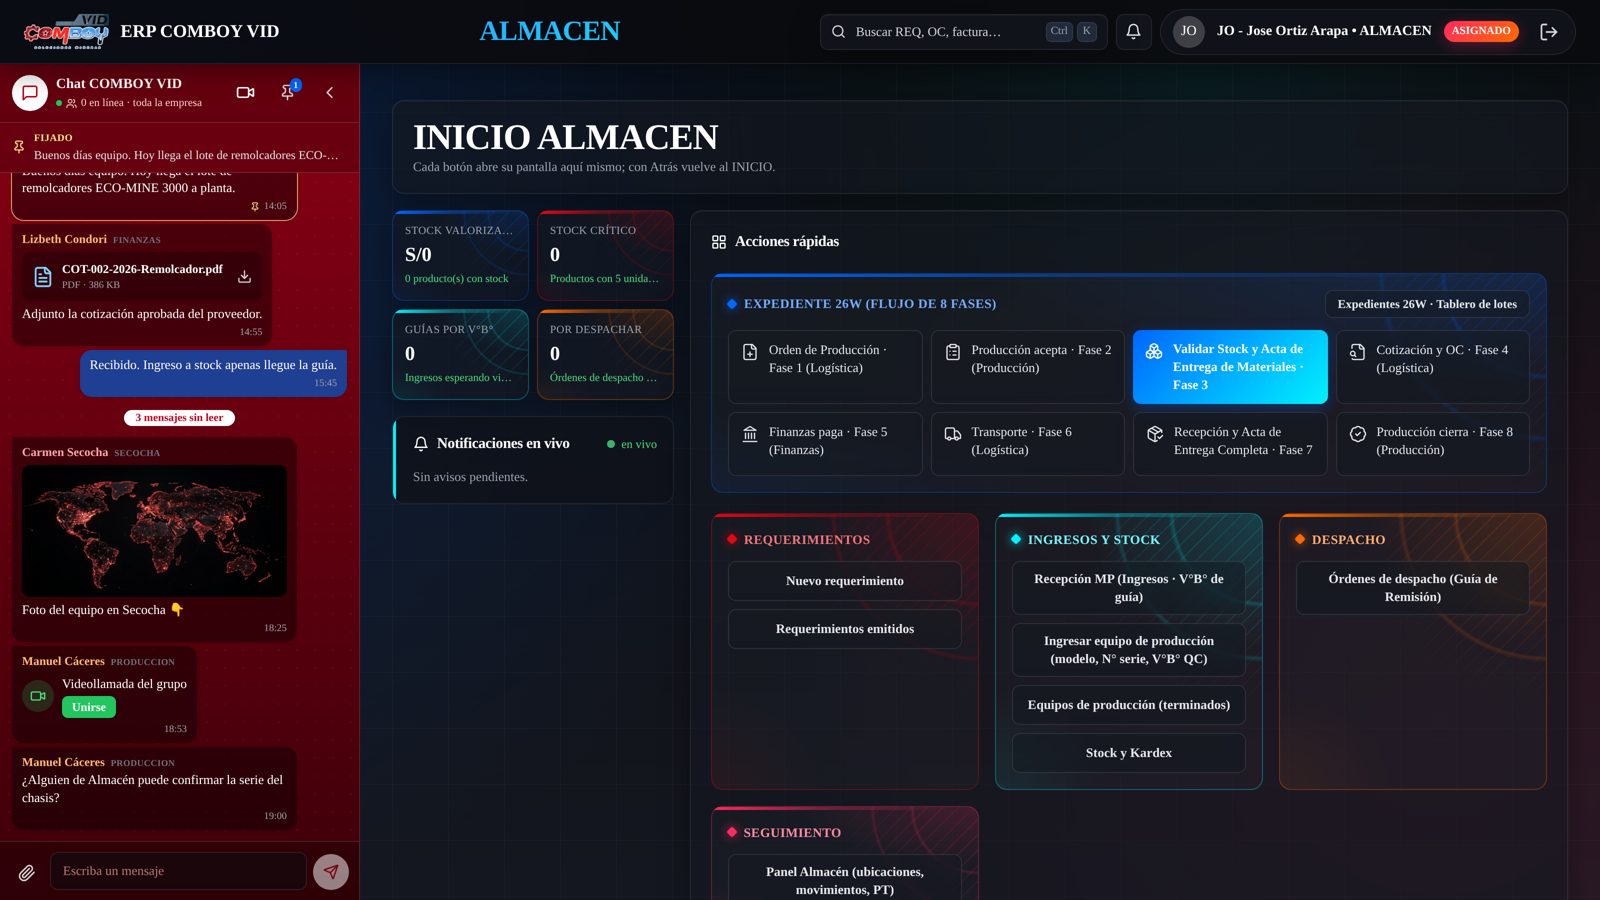 VID
COMBOY
ERP COMBOY VID
ALMACEN
Buscar REQ, OC, factura…
Ctrl K
JO
JO - Jose Ortiz Arapa • ALMACEN
ASIGNADO
Chat COMBOY VID
0 en línea · toda la empresa
1
FIJADO
Buenos días equipo. Hoy llega el lote de remolcadores ECO-…
Buenos días equipo. Hoy llega el lote de
remolcadores ECO-MINE 3000 a planta.
14:05
Lizbeth Condori FINANZAS
COT-002-2026-Remolcador.pdf
PDF · 386 KB
Adjunto la cotización aprobada del proveedor.
14:55
Recibido. Ingreso a stock apenas llegue la guía.
15:45
3 mensajes sin leer
Carmen Secocha SECOCHA
Foto del equipo en Secocha 👇
18:25
Manuel Cáceres PRODUCCION
Videollamada del grupo
Unirse
18:53
Manuel Cáceres PRODUCCION
¿Alguien de Almacén puede confirmar la serie del
chasis?
19:00
Escriba un mensaje
INICIO ALMACEN
Cada botón abre su pantalla aquí mismo; con Atrás vuelve al INICIO.
STOCK VALORIZA…
S/0
0 producto(s) con stock
STOCK CRÍTICO
0
Productos con 5 unida…
GUÍAS POR V°B°
0
Ingresos esperando vi…
POR DESPACHAR
0
Órdenes de despacho …
Notificaciones en vivo
en vivo
Sin avisos pendientes.
Acciones rápidas
EXPEDIENTE 26W (FLUJO DE 8 FASES)
Expedientes 26W · Tablero de lotes
Orden de Producción ·
Fase 1 (Logística)
Producción acepta · Fase 2
(Producción)
Validar Stock y Acta de
Entrega de Materiales ·
Fase 3
Cotización y OC · Fase 4
(Logística)
Finanzas paga · Fase 5
(Finanzas)
Transporte · Fase 6
(Logística)
Recepción y Acta de
Entrega Completa · Fase 7
Producción cierra · Fase 8
(Producción)
REQUERIMIENTOS
Nuevo requerimiento
Requerimientos emitidos
INGRESOS Y STOCK
Recepción MP (Ingresos · V°B° de
guía)
Ingresar equipo de producción
(modelo, N° serie, V°B° QC)
Equipos de producción (terminados)
Stock y Kardex
DESPACHO
Órdenes de despacho (Guía de
Remisión)
SEGUIMIENTO
Panel Almacén (ubicaciones,
movimientos, PT)